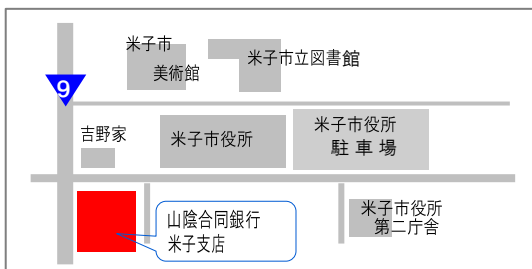 米子市
美術館
米子市立図書館
9
吉野家
米子市役所
米子市役所
駐車場
山陰合同銀行
米子支店
米子市役所
第二庁舎